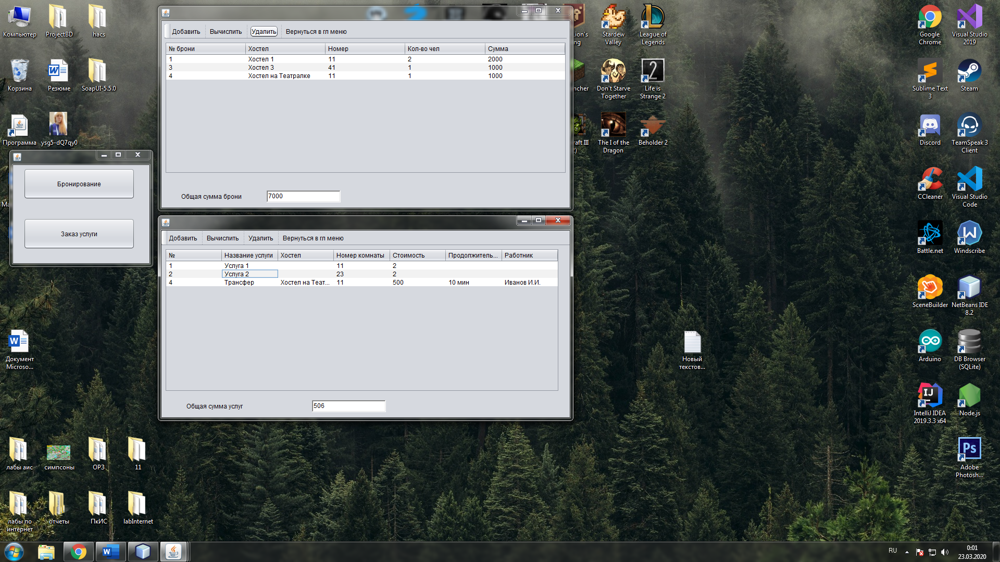 Компьютер
ProjectBD
hacs
Корзина
Резюме
SoapUI-5.5.0
Программа
ysg5-dQ7qy0
Бронирование
Заказ услуги
Добавить Вычислить Удалить Вернуться в гл меню
№ брони Хостел Номер Кол-во чел Сумма
1 Хостел 1 11 2 2000
3 Хостел 3 41 1 1000
4 Хостел на Театралке 11 1 1000
Общая сумма брони 7000
Добавить Вычислить Удалить Вернуться в гл меню
№ Название услуги Хостел Номер комнаты Стоимость Продолжитель... Работник
1 Услуга 1 11 2
2 Услуга 2 23 2
4 Трансфер Хостел на Теат... 11 500 10 мин Иванов И.И.
Общая сумма услуг 506
Stardew
Valley
League of
Legends
Don't Starve
Together
2
Life is
Strange 2
The I of the
Dragon
Beholder 2
Google
Chrome
Visual Studio
2019
Sublime Text
3
Steam
Discord
TeamSpeak 3
Client
CCleaner
Visual Studio
Code
Battle.net
Windscribe
SceneBuilder
NetBeans IDE
8.2
Arduino
DB Browser
(SQLite)
IJ
IntelliJ IDEA
2019.3.3 x64
Node.js
Ps
Adobe
Photosh...
Новый
текстов...
Документ
Microso...
лабы аис
симпсоны
ОРЗ
11
лабы по
интернет
отчеты
ПкИС
labInternet
RU
0:01
23.03.2020